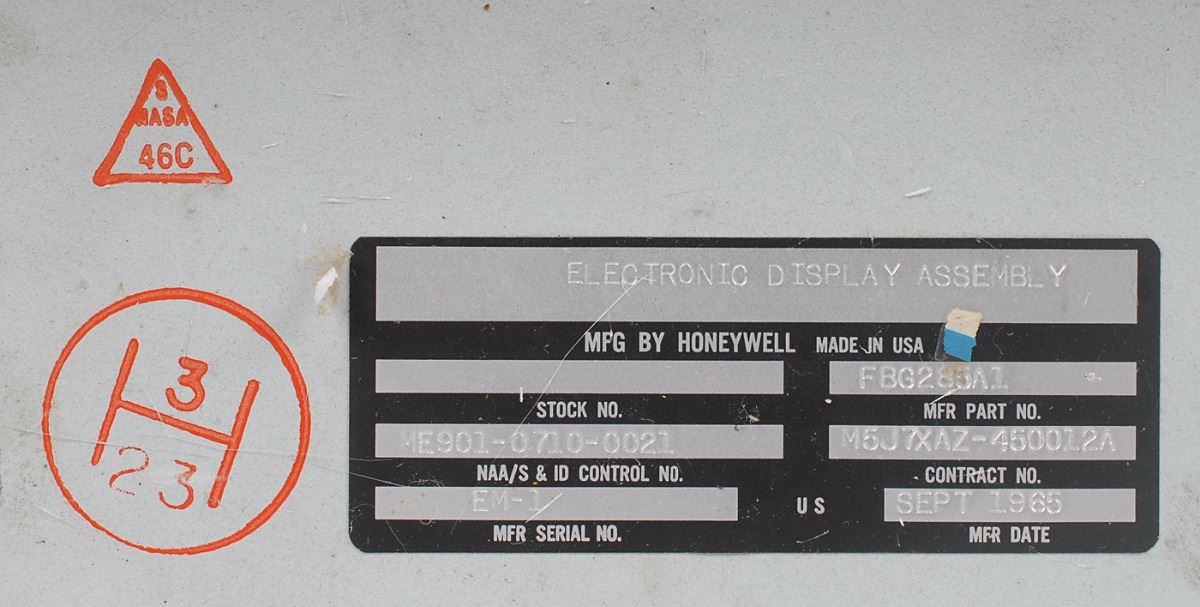 S
NASA
46C
3
23
ELECTRONIC DISPLAY ASSEMBLY
MFG BY HONEYWELL MADE IN USA
FBG285A1
STOCK NO. MFR PART NO.
ME901-0710-0021 M5J7XAZ-450012A
NAA/S & ID CONTROL NO. CONTRACT NO.
EM-1 US SEPT 1965
MFR SERIAL NO. MFR DATE